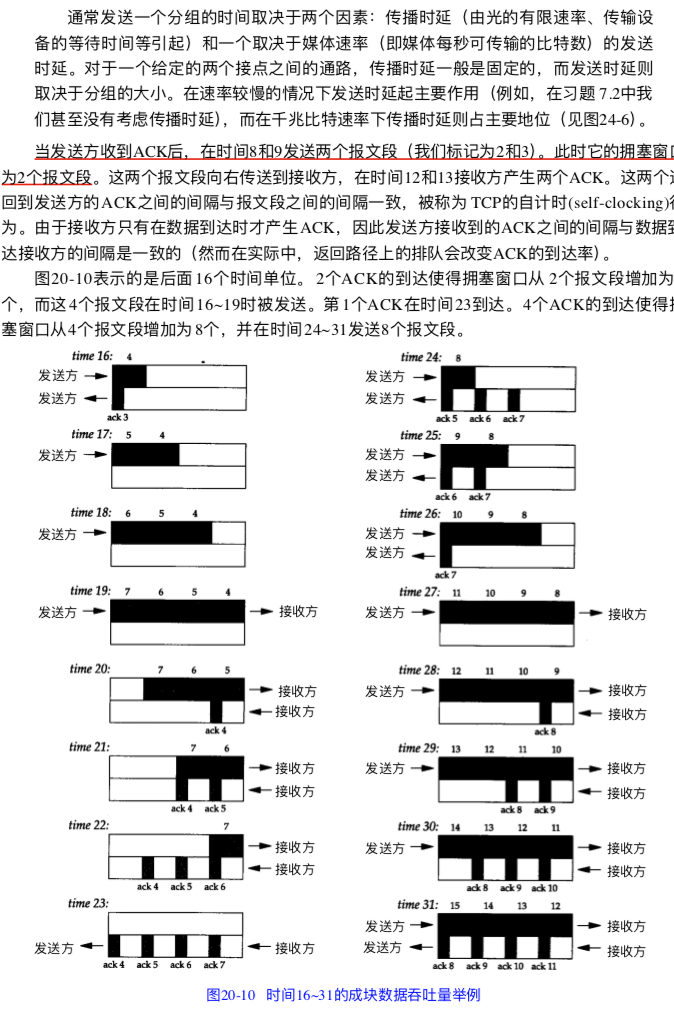 通常发送一个分组的时间取决于两个因素：传播时延（由光的有限速率、传输设
备的等待时间等引起）和一个取决于媒体速率（即媒体每秒可传输的比特数）的发送
时延。对于一个给定的两个接点之间的通路，传播时延一般是固定的，而发送时延则
取决于分组的大小。在速率较慢的情况下发送时延起主要作用（例如，在习题 7.2中我
们甚至没有考虑传播时延），而在千兆比特速率下传播时延则占主要地位（见图24-6）。
当发送方收到ACK后，在时间8和9发送两个报文段（我们标记为2和3）。此时它的拥塞窗
为2个报文段。这两个报文段向右传送到接收方，在时间12和13接收方产生两个ACK。这两个
回到发送方的ACK之间的间隔与报文段之间的间隔一致，被称为 TCP的自计时(self-clocking)
为。由于接收方只有在数据到达时才产生ACK，因此发送方接收到的ACK之间的间隔与数据
达接收方的间隔是一致的（然而在实际中，返回路径上的排队会改变ACK的到达率）。
图20-10表示的是后面16个时间单位。 2个ACK的到达使得拥塞窗口从 2个报文段增加为
个，而这4个报文段在时间16~19时被发送。第1个ACK在时间23到达。4个ACK的到达使得
塞窗口从4个报文段增加为8个，并在时间24~31发送8个报文段。
time 16: 4
发送方
发送方
ack 3
time 17: 5 4
发送方
time 18: 6 5 4
发送方
time 19: 7 6 5 4
发送方 接收方
time 20: 7 6 5
接收方
接收方
ack 4
time 21: 7 6
接收方
接收方
ack 4 ack 5
time 22: 7
接收方
接收方
ack 4 ack 5 ack 6
time 23:
发送方 接收方
ack 4 ack 5 ack 6 ack 7
time 24: 8
发送方
发送方
ack 5 ack 6 ack 7
time 25: 9 8
发送方
发送方
ack 6 ack 7
time 26: 10 9 8
发送方
发送方
ack 7
time 27: 11 10 9 8
发送方 接收方
time 28: 12 11 10 9
发送方 接收方
接收方
ack 8
time 29: 13 12 11 10
发送方 接收方
接收方
ack 8 ack 9
time 30: 14 13 12 11
发送方 接收方
接收方
ack 8 ack 9 ack 10
time 31: 15 14 13 12
发送方 接收方
发送方 接收方
ack 8 ack 9 ack 10 ack 11
图20-10 时间16~31的成块数据吞吐量举例